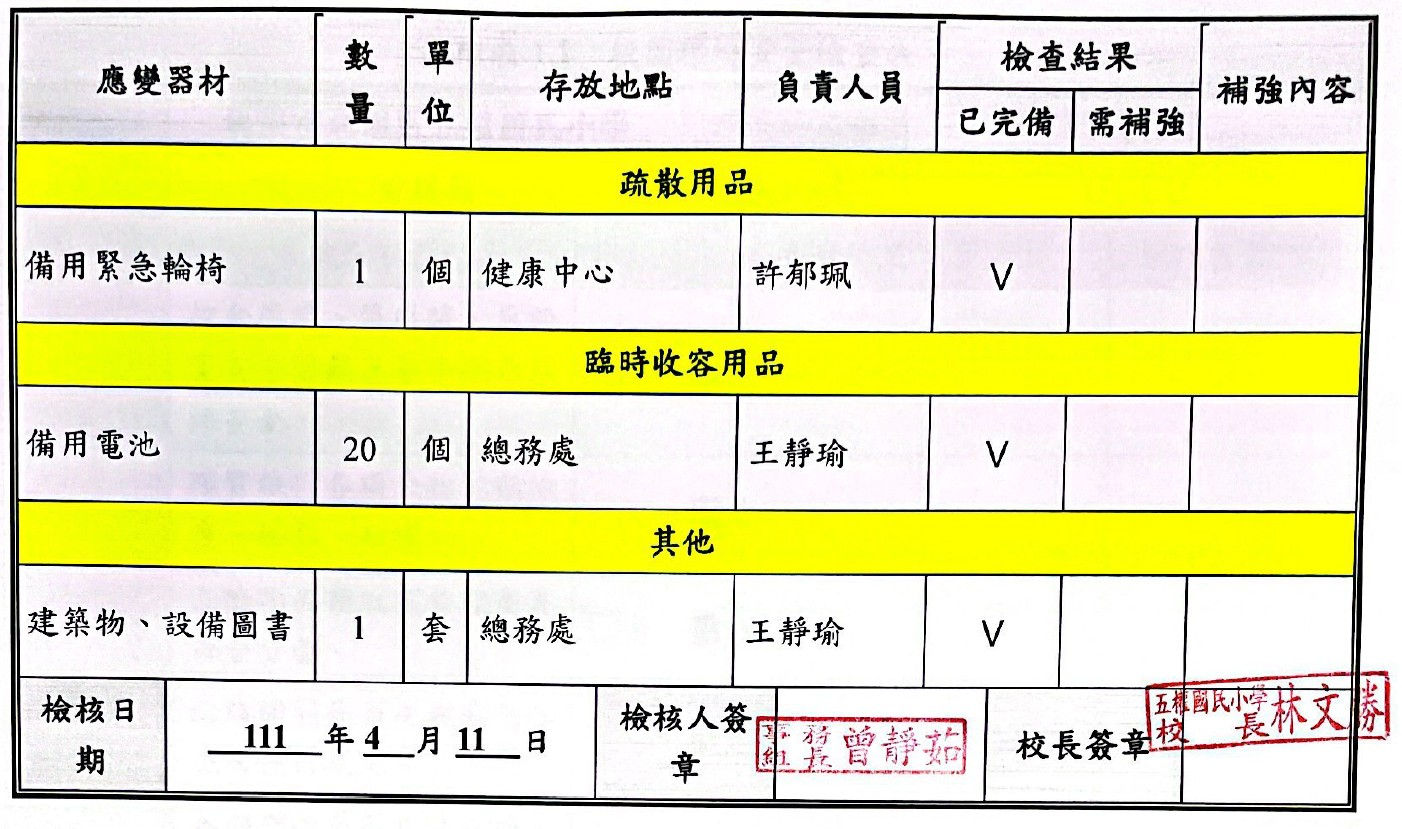 應變器材 數量 單位 存放地點 負責人員 檢查結果 補強內容
已完備 需補強
疏散用品
備用緊急輪椅 1 個 健康中心 許郁珮 V
臨時收容用品
備用電池 20 個 總務處 王靜瑜 V
其他
建築物、設備圖書 1 套 總務處 王靜瑜 V
檢核日期 111 年 4 月 11 日 檢核人簽章 事務組長 曾靜茹 校長簽章 五權國民小學校長 林文勝